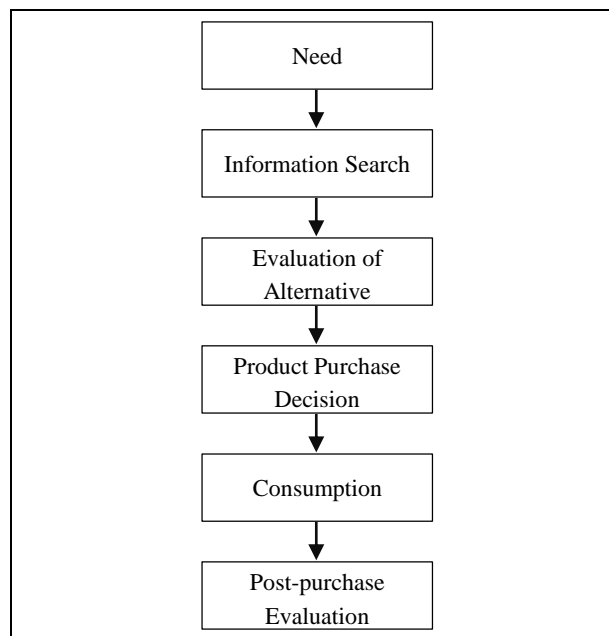 Need
Information Search
Evaluation of
Alternative
Product Purchase
Decision
Consumption
Post-purchase
Evaluation